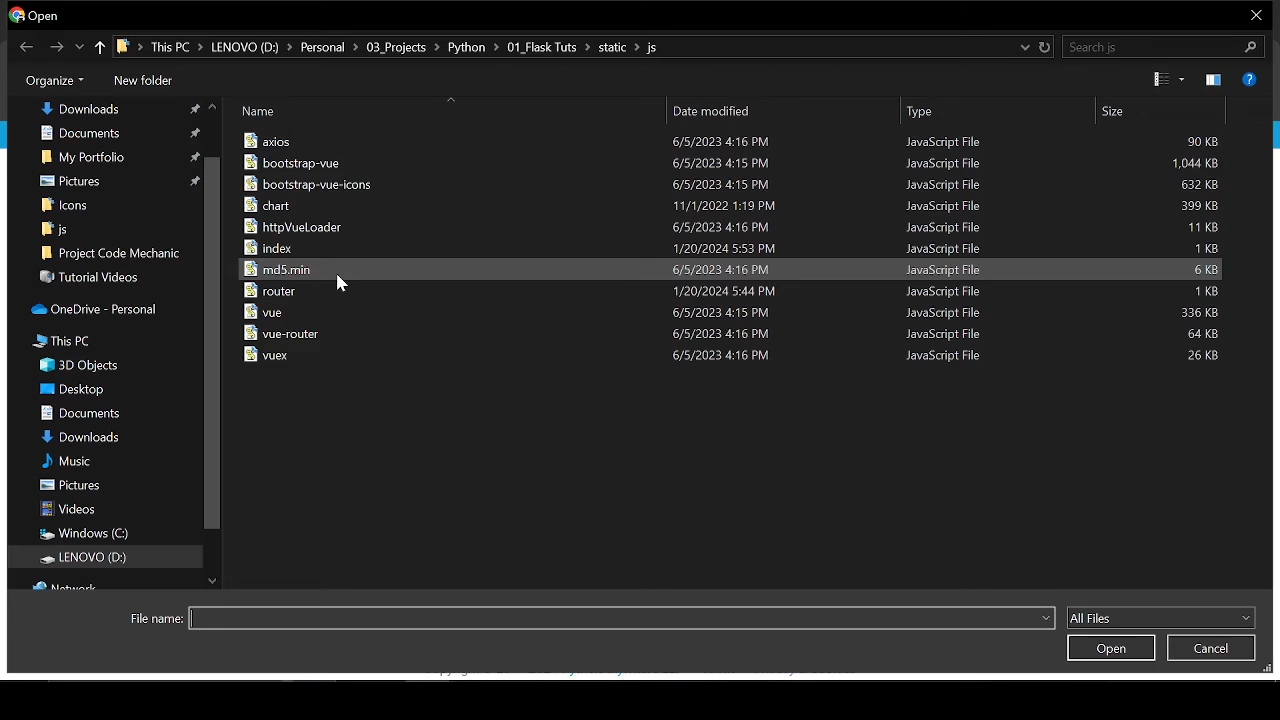 Open
This PC LENOVO (D:) Personal 03_Projects Python 01_Flask Tuts static js
Search js
Organize New folder
Name Date modified Type Size
Downloads
Documents
My Portfolio
Pictures
Icons
js
Project Code Mechanic
Tutorial Videos
OneDrive - Personal
This PC
3D Objects
Desktop
Documents
Downloads
Music
Pictures
Videos
Windows (C:)
LENOVO (D:)
Network
axios 6/5/2023 4:16 PM JavaScript File 90 KB
bootstrap-vue 6/5/2023 4:15 PM JavaScript File 1,044 KB
bootstrap-vue-icons 6/5/2023 4:15 PM JavaScript File 632 KB
chart 11/1/2022 1:19 PM JavaScript File 399 KB
httpVueLoader 6/5/2023 4:16 PM JavaScript File 11 KB
index 1/20/2024 5:53 PM JavaScript File 1 KB
md5.min 6/5/2023 4:16 PM JavaScript File 6 KB
router 1/20/2024 5:44 PM JavaScript File 1 KB
vue 6/5/2023 4:15 PM JavaScript File 336 KB
vue-router 6/5/2023 4:16 PM JavaScript File 64 KB
vuex 6/5/2023 4:16 PM JavaScript File 26 KB
File name:
All Files
Open Cancel